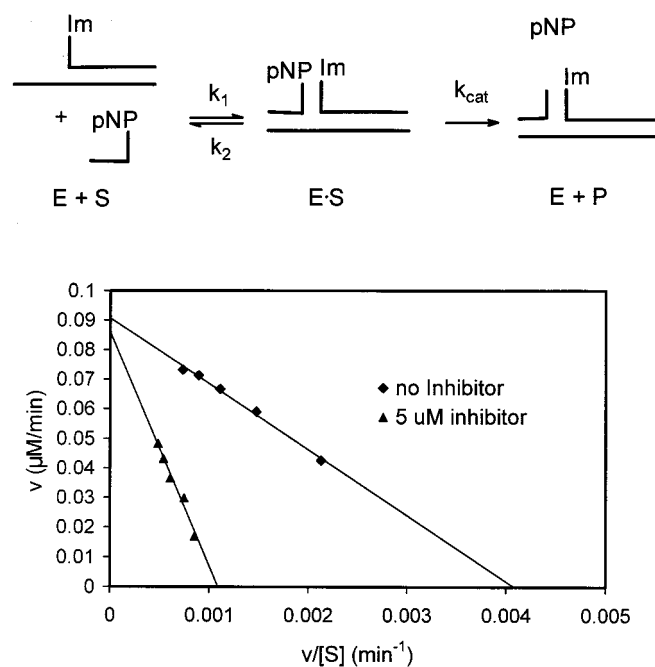 Im
+ pNP
E + S
k1
k2
pNP Im
E·S
kcat
pNP
Im
E + P
v (µM/min)
0.1
0.09
0.08
0.07
0.06
0.05
0.04
0.03
0.02
0.01
0
no Inhibitor
5 uM inhibitor
0 0.001 0.002 0.003 0.004 0.005
v/[S] (min⁻¹)